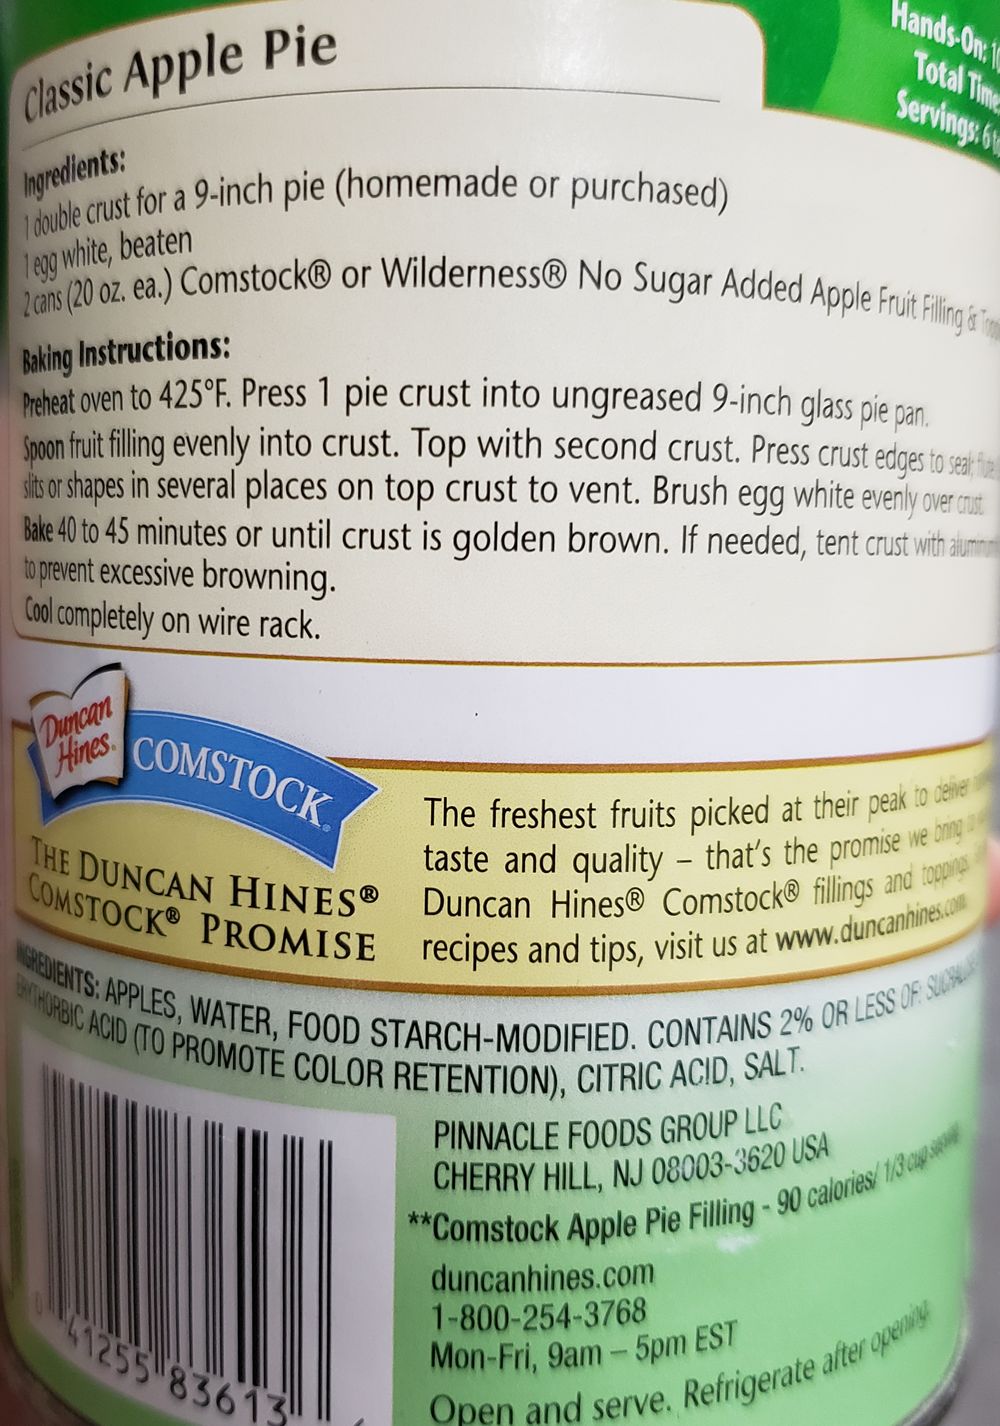 Classic Apple Pie
Hands-On:
Total Time:
Servings: 6
Ingredients:
1 double crust for a 9-inch pie (homemade or purchased)
1 egg white, beaten
2 cans (20 oz. ea.) Comstock® or Wilderness® No Sugar Added Apple Fruit Filling &
Baking Instructions:
Preheat oven to 425°F. Press 1 pie crust into ungreased 9-inch glass pie pan.
Spoon fruit filling evenly into crust. Top with second crust. Press crust edges to seal;
slits or shapes in several places on top crust to vent. Brush egg white evenly over crust.
Bake 40 to 45 minutes or until crust is golden brown. If needed, tent crust with
to prevent excessive browning.
Cool completely on wire rack.
Duncan
Hines®
COMSTOCK®
THE DUNCAN HINES®
COMSTOCK® PROMISE
The freshest fruits picked at their peak to deliver
taste and quality – that's the promise we bring
Duncan Hines® Comstock® fillings and toppings.
recipes and tips, visit us at www.duncanhines.com
INGREDIENTS: APPLES, WATER, FOOD STARCH-MODIFIED. CONTAINS 2% OR LESS OF:
ERYTHORBIC ACID (TO PROMOTE COLOR RETENTION), CITRIC ACID, SALT.
PINNACLE FOODS GROUP LLC
CHERRY HILL, NJ 08003-3620 USA
**Comstock Apple Pie Filling - 90 calories/ 1/3 cup
duncanhines.com
1-800-254-3768
Mon-Fri, 9am – 5pm EST
Open and serve. Refrigerate after opening.
0 41255 83613